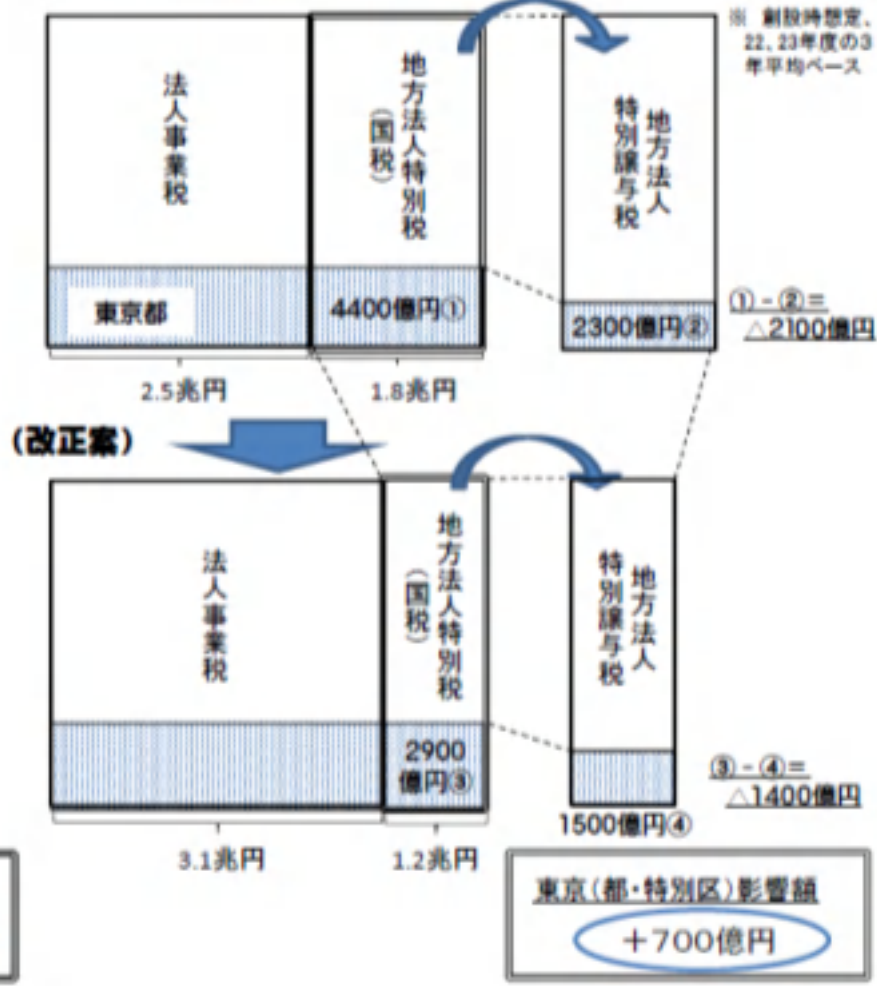 ※ 創設時想定、
22、23年度の3
年平均ベース
法人事業税
地方法人特別税
（国税）
地方法人
特別譲与税
東京都
4400億円①
2300億円②
①－②＝
△2100億円
2.5兆円
1.8兆円
（改正案）
法人事業税
地方法人特別税
（国税）
地方法人
特別譲与税
2900
億円③
1500億円④
③－④＝
△1400億円
3.1兆円
1.2兆円
東京（都・特別区）影響額
＋700億円